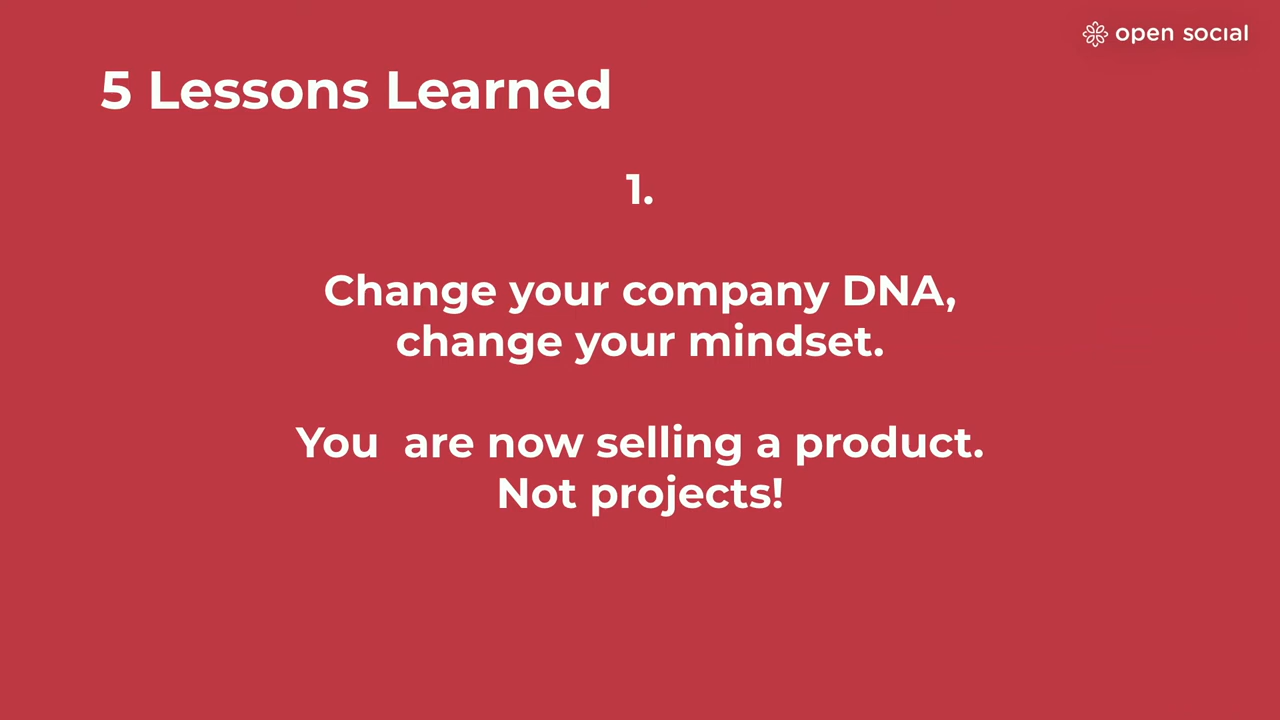 open social
5 Lessons Learned
1.
Change your company DNA,
change your mindset.
You  are now selling a product.
Not projects!